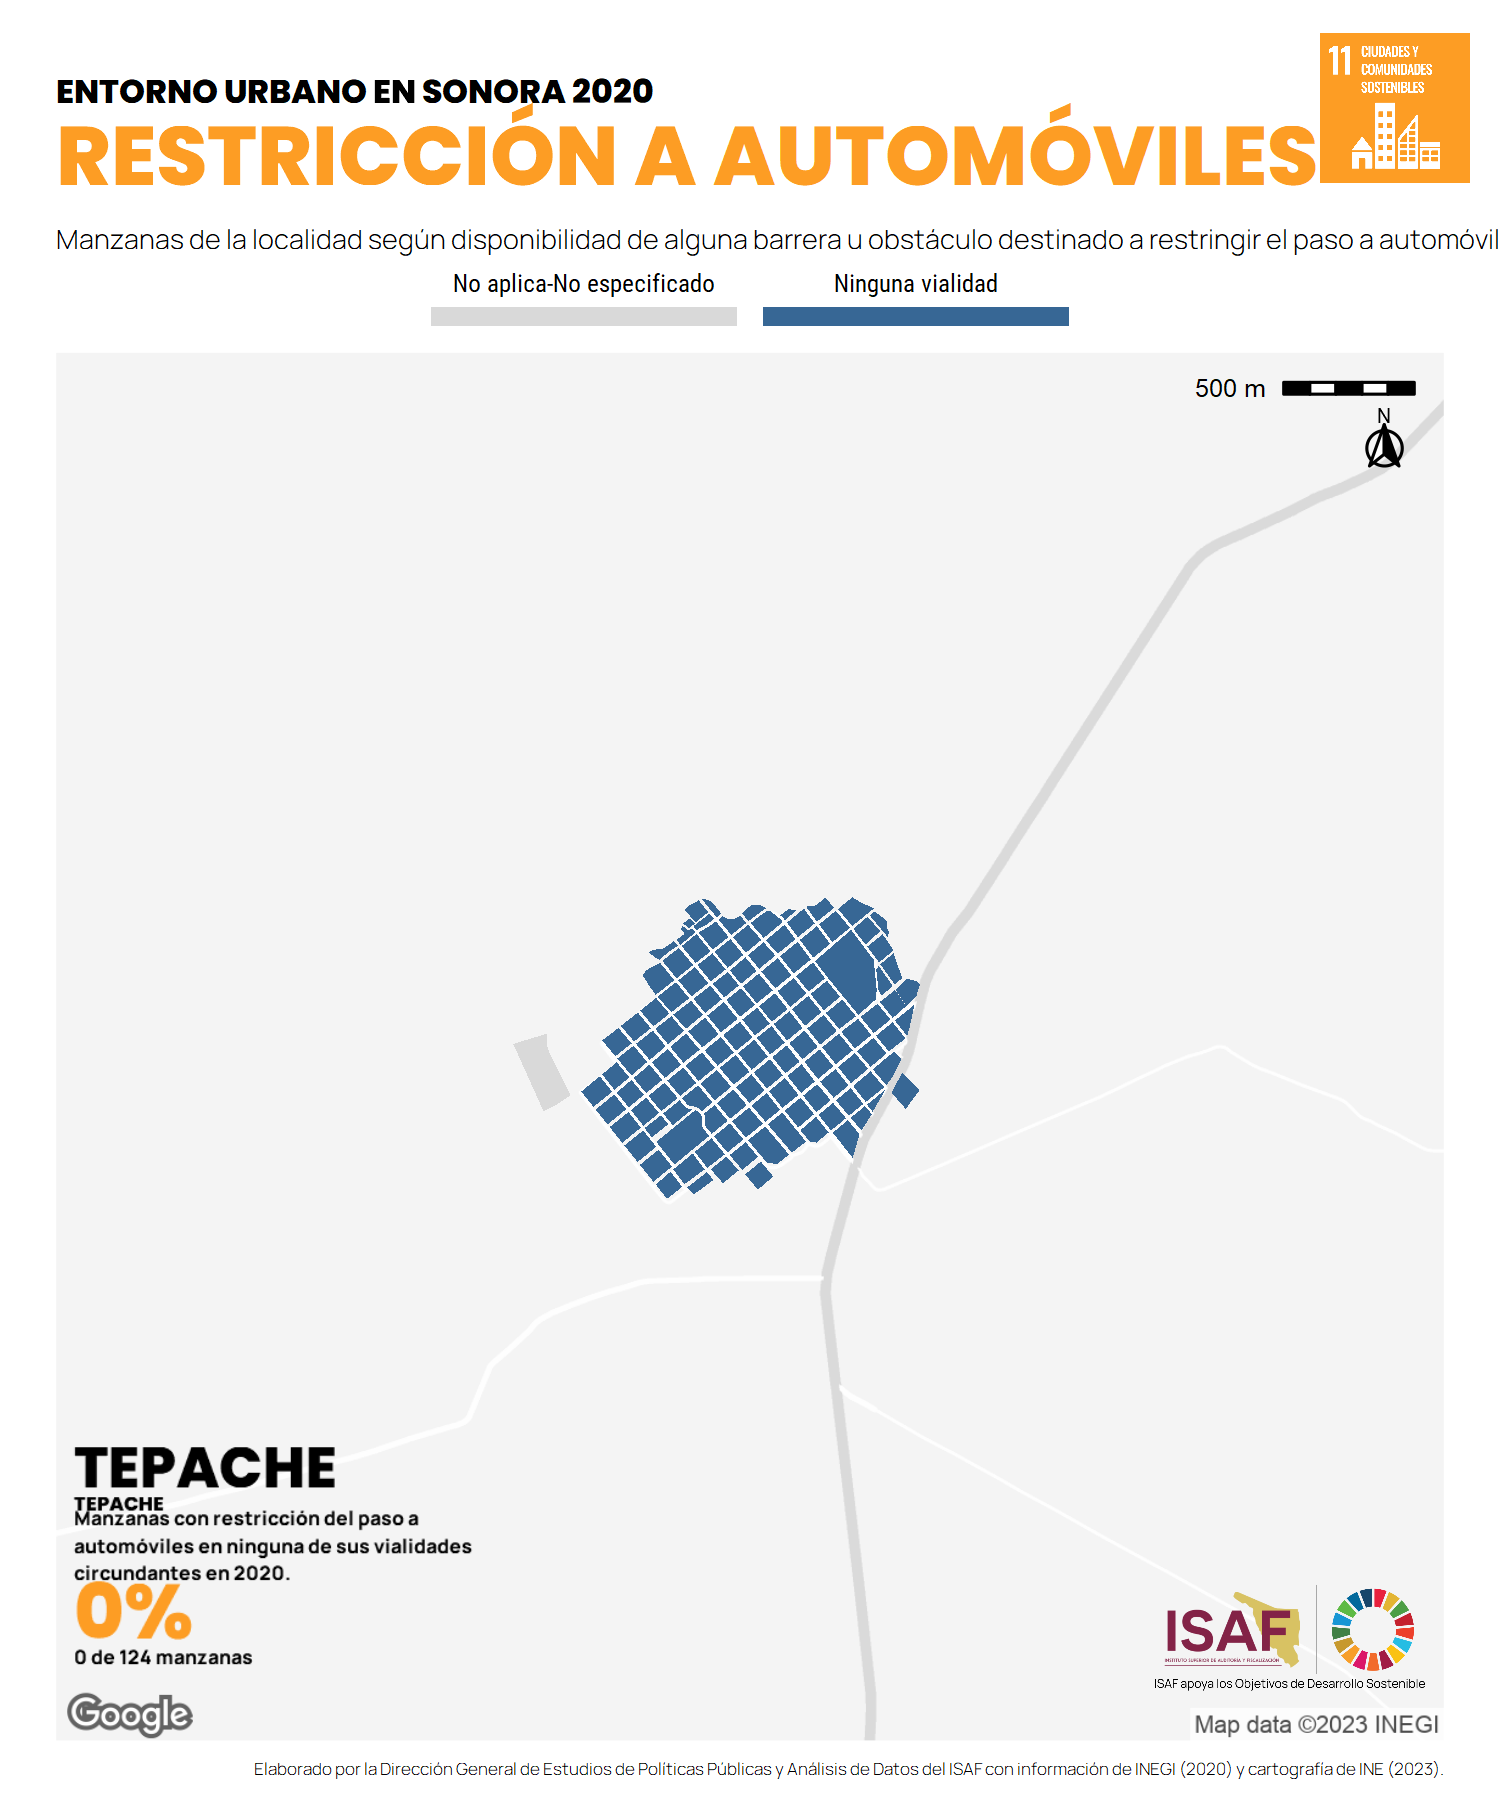 ENTORNO URBANO EN SONORA 2020
RESTRICCIÓN A AUTOMÓVILES
11 CIUDADES Y
COMUNIDADES
SOSTENIBLES
Manzanas de la localidad según disponibilidad de alguna barrera u obstáculo destinado a restringir el paso a automóvil
No aplica-No especificado
Ninguna vialidad
500 m
N
TEPACHE
TEPACHE
Manzanas con restricción del paso a
automóviles en ninguna de sus vialidades
circundantes en 2020.
0%
0 de 124 manzanas
Google
ISAF
INSTITUTO SUPERIOR DE AUDITORÍA Y FISCALIZACIÓN
ISAF apoya los Objetivos de Desarrollo Sostenible
Map data ©2023 INEGI
Elaborado por la Dirección General de Estudios de Políticas Públicas y Análisis de Datos del ISAF con información de INEGI (2020) y cartografía de INE (2023).